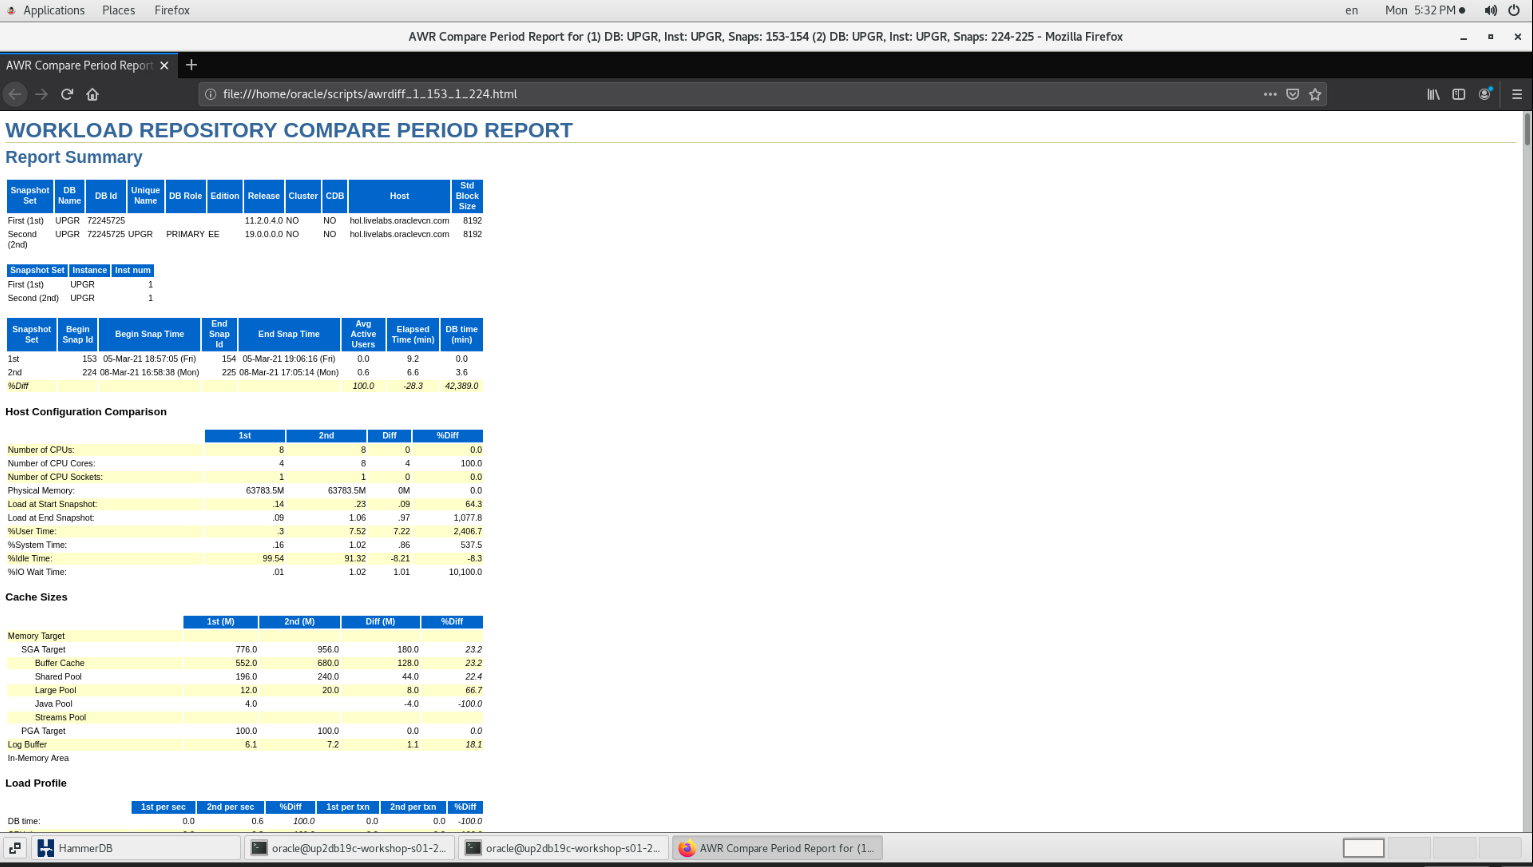 Applications Places Firefox en Mon 5:32 PM
AWR Compare Period Report for (1) DB: UPGR, Inst: UPGR, Snaps: 153-154 (2) DB: UPGR, Inst: UPGR, Snaps: 224-225 - Mozilla Firefox
AWR Compare Period Report
file:///home/oracle/scripts/awrdiff_1_153_1_224.html
WORKLOAD REPOSITORY COMPARE PERIOD REPORT
Report Summary
Snapshot Set DB Name DB Id Unique Name DB Role Edition Release Cluster CDB Host Std Block Size
First (1st) UPGR 72245725 11.2.0.4.0 NO NO hol.livelabs.oraclevcn.com 8192
Second (2nd) UPGR 72245725 UPGR PRIMARY EE 19.0.0.0.0 NO NO hol.livelabs.oraclevcn.com 8192
Snapshot Set Instance Inst num
First (1st) UPGR 1
Second (2nd) UPGR 1
Snapshot Set Begin Snap Id Begin Snap Time End Snap Id End Snap Time Avg Active Users Elapsed Time (min) DB time (min)
1st 153 05-Mar-21 18:57:05 (Fri) 154 05-Mar-21 19:06:16 (Fri) 0.0 9.2 0.0
2nd 224 08-Mar-21 16:58:38 (Mon) 225 08-Mar-21 17:05:14 (Mon) 0.6 6.6 3.6
%Diff 100.0 -28.3 42,389.0
Host Configuration Comparison
1st 2nd Diff %Diff
Number of CPUs: 8 8 0 0.0
Number of CPU Cores: 4 8 4 100.0
Number of CPU Sockets: 1 1 0 0.0
Physical Memory: 63783.5M 63783.5M 0M 0.0
Load at Start Snapshot: .14 .23 .09 64.3
Load at End Snapshot: .09 1.06 .97 1,077.8
%User Time: .3 7.52 7.22 2,406.7
%System Time: .16 1.02 .86 537.5
%Idle Time: 99.54 91.32 -8.21 -8.3
%IO Wait Time: .01 1.02 1.01 10,100.0
Cache Sizes
1st (M) 2nd (M) Diff (M) %Diff
Memory Target
SGA Target 776.0 956.0 180.0 23.2
Buffer Cache 552.0 680.0 128.0 23.2
Shared Pool 196.0 240.0 44.0 22.4
Large Pool 12.0 20.0 8.0 66.7
Java Pool 4.0 -4.0 -100.0
Streams Pool
PGA Target 100.0 100.0 0.0 0.0
Log Buffer 6.1 7.2 1.1 18.1
In-Memory Area
Load Profile
1st per sec 2nd per sec %Diff 1st per txn 2nd per txn %Diff
DB time: 0.0 0.6 100.0 0.0 0.0 -100.0
HammerDB oracle@up2db19c-workshop-s01-2... oracle@up2db19c-workshop-s01-2... AWR Compare Period Report for (1...